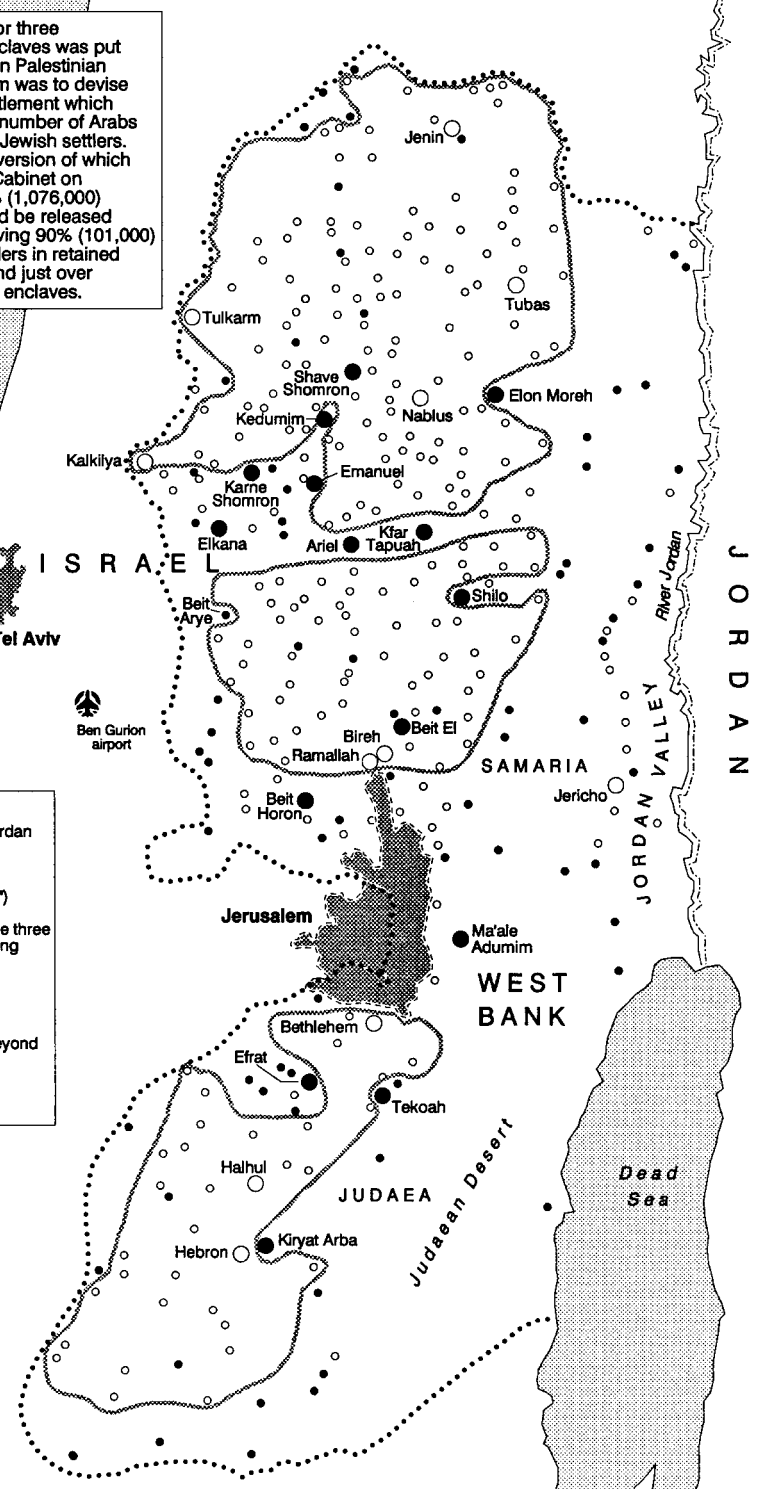 or three
claves was put
n Palestinian
m was to devise
tlement which
number of Arabs
Jewish settlers.
version of which
Cabinet on
% (1,076,000)
d be released
ving 90% (101,000)
lers in retained
nd just over
enclaves.
Jenin
Tubas
Tulkarm
Shave
Shomron
Elon Moreh
Nablus
Kedumim
Kalkilya
Emanuel
Karne
Shomron
Elkana
Ariel
Kfar
Tapuah
ISRAEL
JORDAN
River Jordan
Shilo
Beit
Arye
Tel Aviv
Ben Gurion
airport
Beit El
Bireh
Ramallah
SAMARIA
JORDAN VALLEY
Jericho
Beit
Horon
rdan
")
e three
ng
eyond
Jerusalem
Ma'ale
Adumim
WEST
BANK
Bethlehem
Efrat
Tekoah
Halhul
JUDAEA
Judaean Desert
Dead
Sea
Hebron
Kiryat Arba